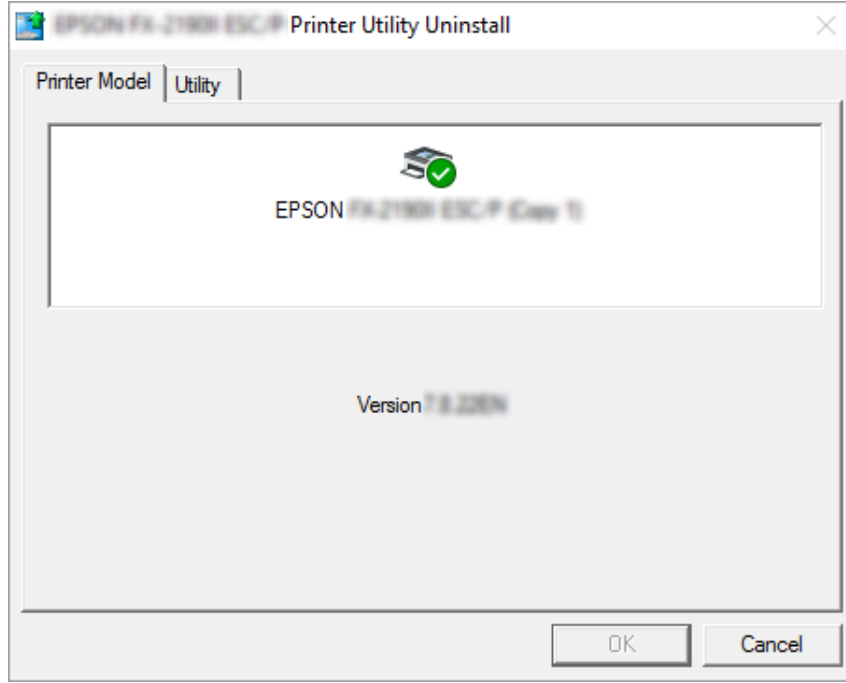 Printer Utility Uninstall
Printer Model
Utility
EPSON
Version
OK
Cancel